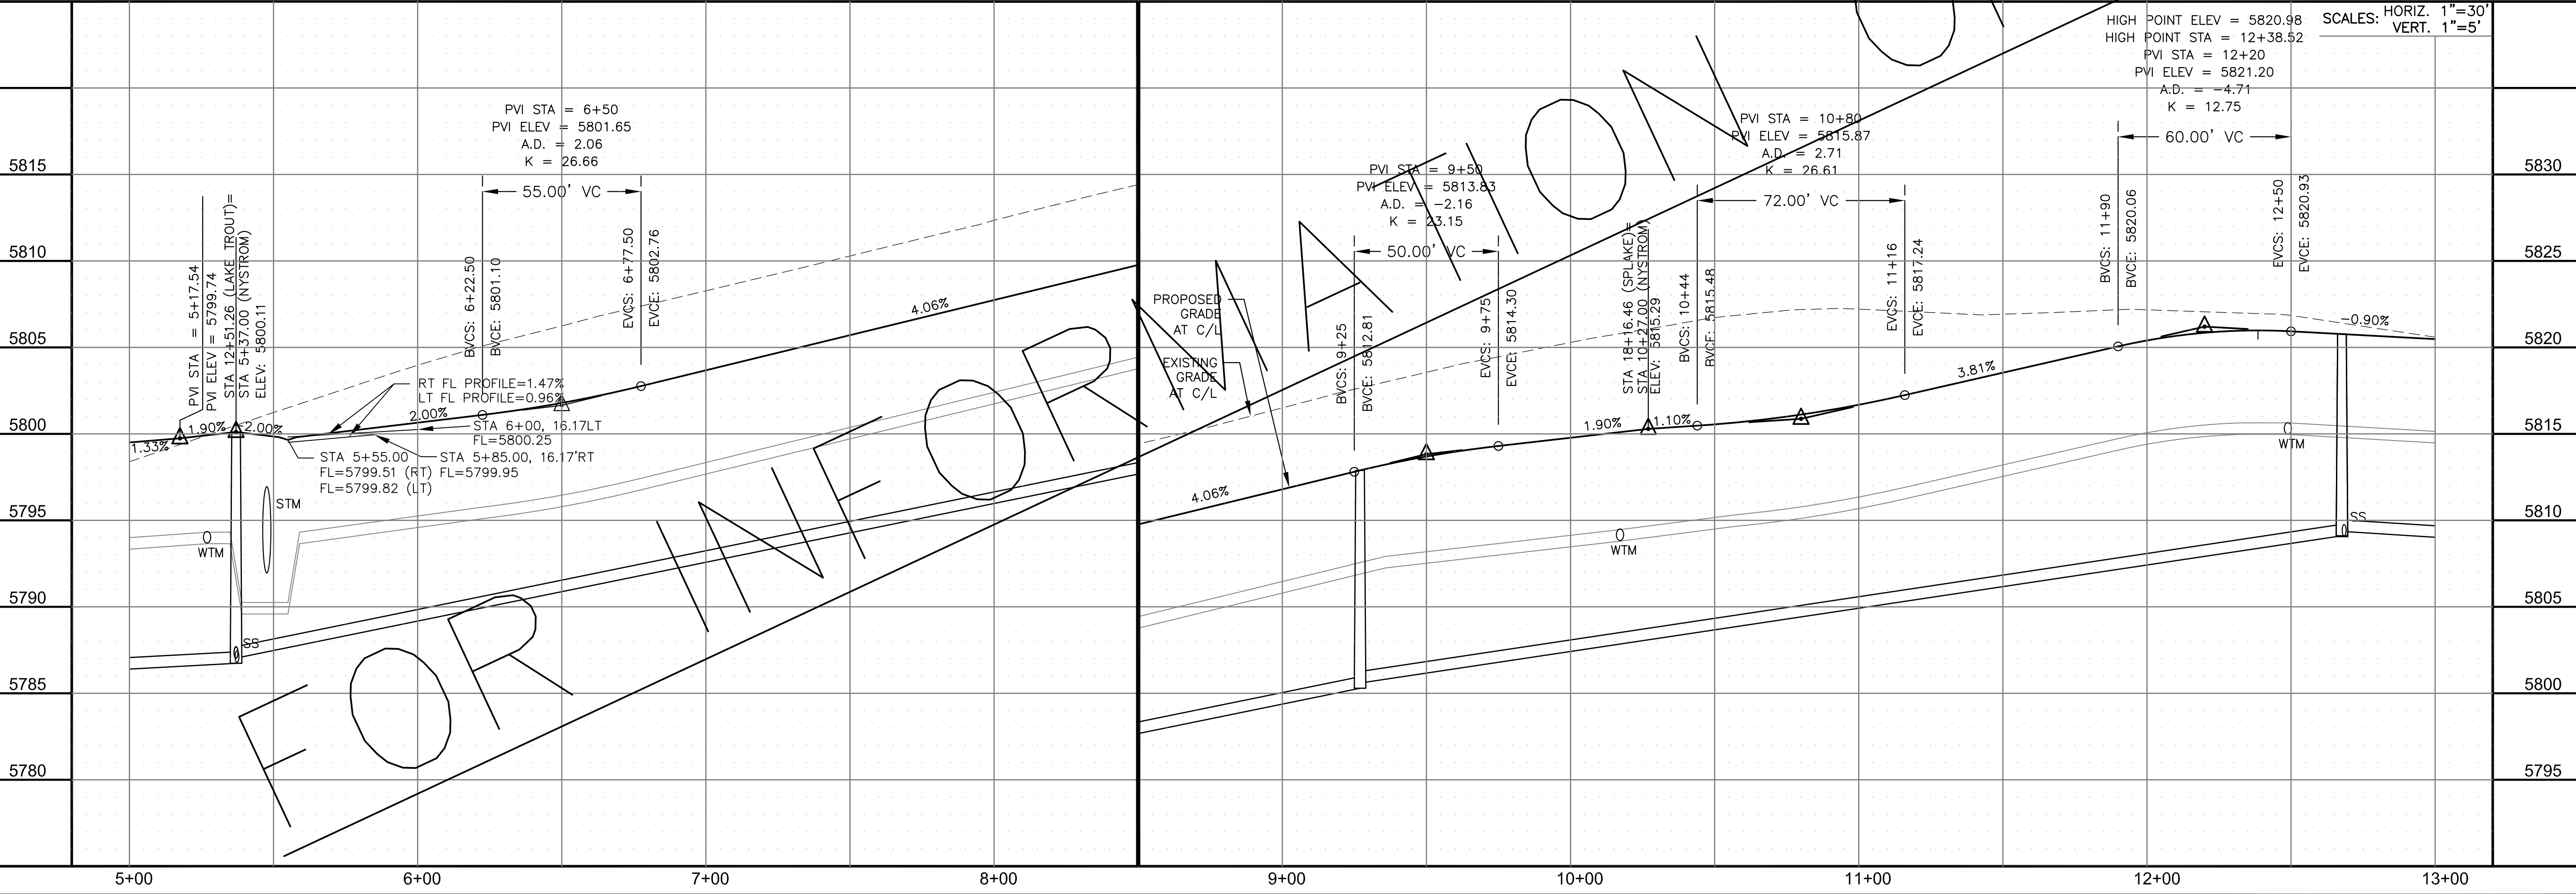 SCALES: HORIZ. 1"=30'
VERT. 1"=5'
HIGH POINT ELEV = 5820.98
HIGH POINT STA = 12+38.52
PVI STA = 12+20
PVI ELEV = 5821.20
A.D. = -4.71
K = 12.75
60.00' VC
BVCS: 11+90
BVCE: 5820.06
EVCS: 12+50
EVCE: 5820.93
PVI STA = 6+50
PVI ELEV = 5801.65
A.D. = 2.06
K = 26.66
55.00' VC
BVCS: 6+22.50
BVCE: 5801.10
EVCS: 6+77.50
EVCE: 5802.76
PVI STA = 10+80
PVI ELEV = 5815.87
A.D. = 2.71
K = 26.61
72.00' VC
BVCS: 10+44
BVCE: 5815.48
EVCS: 11+16
EVCE: 5817.24
PVI STA = 9+50
PVI ELEV = 5813.83
A.D. = -2.16
K = 23.15
50.00' VC
BVCS: 9+25
BVCE: 5812.81
EVCS: 9+75
EVCE: 5814.30
PVI STA = 5+17.54
PVI ELEV = 5799.74
STA 12+51.26 (LAKE TROUT)=
STA 5+37.00 (NYSTROM)
ELEV: 5800.11
STA 18+16.46 (SPLAKE)=
STA 10+27.00 (NYSTROM)
ELEV: 5815.29
PROPOSED
GRADE
AT C/L
EXISTING
GRADE
AT C/L
RT FL PROFILE=1.47%
LT FL PROFILE=0.96%
STA 6+00, 16.17LT
FL=5800.25
STA 5+55.00
FL=5799.51 (RT)
FL=5799.82 (LT)
STA 5+85.00, 16.17'RT
FL=5799.95
1.33%
1.90%
-2.00%
2.00%
4.06%
4.06%
1.90%
1.10%
3.81%
-0.90%
STM
WTM
SS
WTM
WTM
SS
FOR INFORMATION O
5815
5810
5805
5800
5795
5790
5785
5780
5830
5825
5820
5815
5810
5805
5800
5795
5+00
6+00
7+00
8+00
9+00
10+00
11+00
12+00
13+00